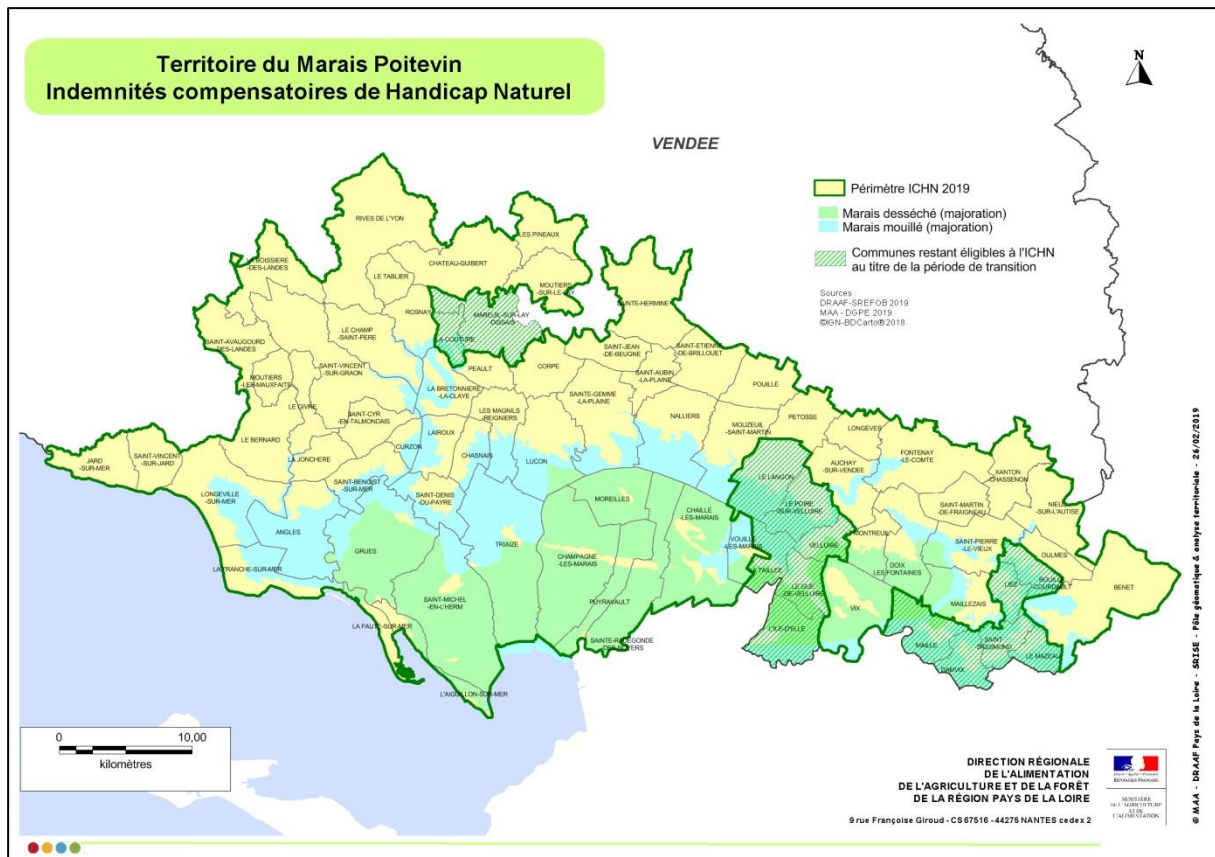 Territoire du Marais Poitevin
Indemnités compensatoires de Handicap Naturel
N
VENDEE
Périmètre ICHN 2019
Marais desséché (majoration)
Marais mouillé (majoration)
Communes restant éligibles à l'ICHN
au titre de la période de transition
Sources :
DRAAF-SREFOB 2019
MAA - DGPE 2019
©IGN-BDCarto® 2018
RIVES DE L'YON
LES PINEAUX
LA BOISSIERE
-DES-LANDES
CHATEAU-GUIBERT
LE TABLIER
MOUTIERS
-SUR-LE-LAY
SAINTE-HERMINE
ROSNAY
MAREUIL-SUR-LAY
-DISSAIS
LE CHAMP
-SAINT-PERE
LA COUTURE
SAINT-AVAUGOURD
DES-LANDES
SAINT-JEAN
-DE-BEUGNE
SAINT-ETIENNE
-DE-BRILLOUET
SAINT-VINCENT
-SUR-GRAON
PEAULT
CORPE
SAINT-AUBIN
-LA-PLAINE
MOUTIERS
-LES-MAUXFAITS
LA BRETONNIERE
-LA-CLAYE
SAINTE-GEMME
-LA-PLAINE
POUILLE
LE GIVRE
SAINT-CYR
-EN-TALMONDAIS
LES MAGNILS
-REIGNIERS
NALLIERS
PETOSSE
LE BERNARD
CURZON
LAIROUX
MOUZEUIL
-SAINT-MARTIN
LONGEVES
JARD
-SUR-MER
SAINT-VINCENT
-SUR-JARD
LA JONCHERE
CHASNAIS
LUCON
AUCHAY
-SUR-VENDEE
FONTENAY
-LE-COMTE
SAINT-BENOIST
-SUR-MER
LE LANGON
XANTON
-CHASSENON
LONGEVILLE
-SUR-MER
SAINT-DENIS
-DU-PAYRE
MOREILLES
LE POIRE
-SUR-VELLUIRE
SAINT-MARTIN
-DE-FRAIGNEAU
NIEUL
-SUR-L'AUTISE
CHAILLE
-LES-MARAIS
ANGLES
TRIAIZE
VOUILLE
-LES-MARAIS
VELLUIRE
MONTREUIL
SAINT-PIERRE
-LE-VIEUX
OULMES
GRUES
CHAMPAGNE
-LES-MARAIS
LA TAILLEE
DOIX
LES FONTAINES
LA TRANCHE-SUR-MER
LIEZ
BOUILLE
-COURDAULT
BENET
SAINT-MICHEL
-EN-L'HERM
PUYRAVAULT
LE GUE
-DE-VELLUIRE
VIX
MAILLEZAIS
LA FAUTE-SUR-MER
L'ILE-D'ELLE
SAINTE-RADEGONDE
-DES-NOYERS
MAILLE
SAINT
-SIGISMOND
LE MAZEAU
DAMVIX
L'AIGUILLON-SUR-MER
0 10,00
kilomètres
DIRECTION RÉGIONALE
DE L'ALIMENTATION
DE L'AGRICULTURE ET DE LA FORÊT
DE LA RÉGION PAYS DE LA LOIRE
9 rue Françoise Giroud - CS 67516 - 44275 NANTES cedex 2
MINISTÈRE
DE L'AGRICULTURE
ET DE
L'ALIMENTATION
© MAA - DRAAF Pays de la Loire - SRISE - Pôle géomatique & analyse territoriale - 26/02/2019